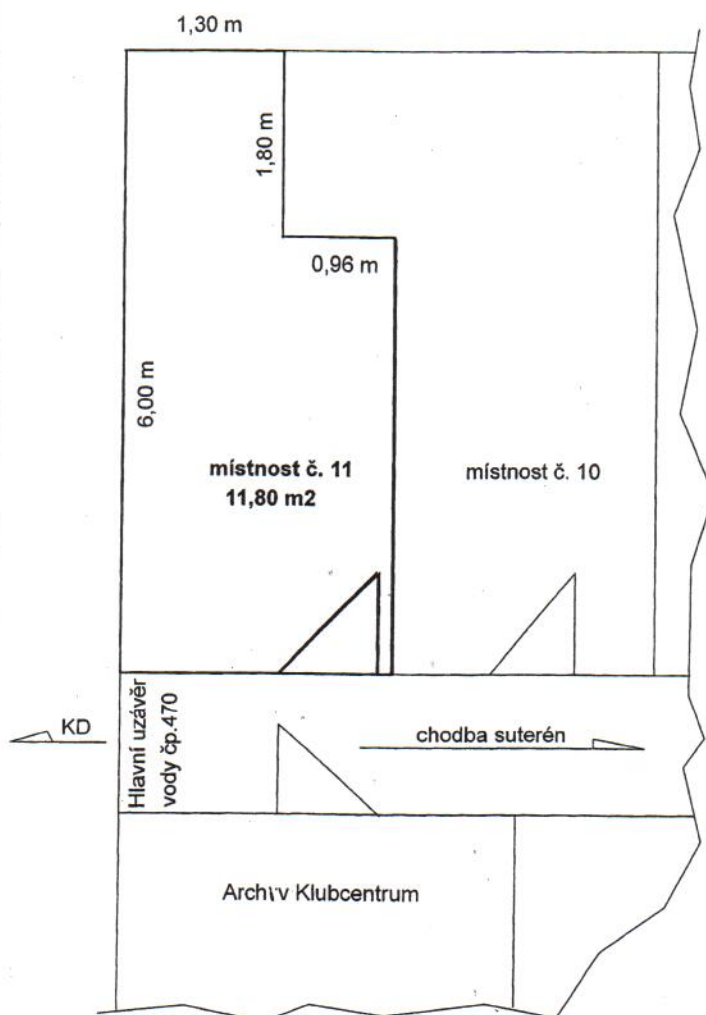 1,30 m
1,80 m
0,96 m
6,00 m
místnost č. 11
11,80 m2
místnost č. 10
Hlavní uzávěr
vody čp.470
KD
chodba suterén
Archiv Klubcentrum